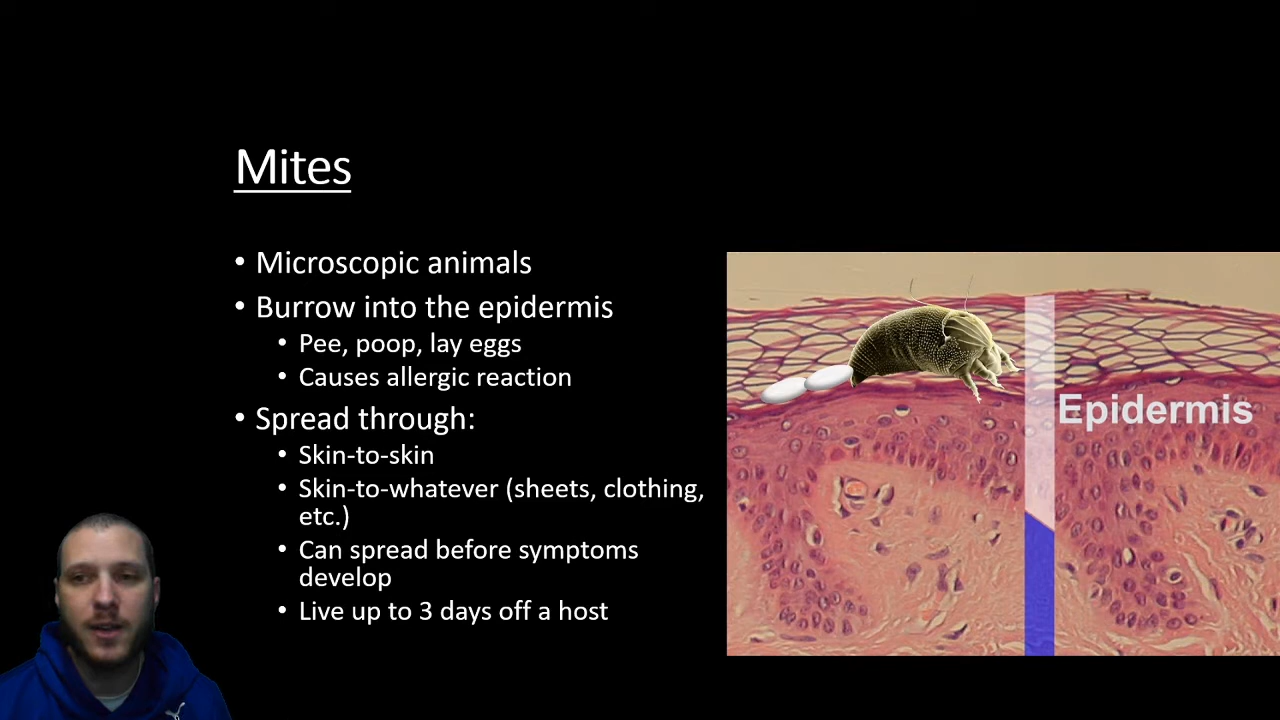 Mites
• Microscopic animals
• Burrow into the epidermis
• Pee, poop, lay eggs
• Causes allergic reaction
• Spread through:
• Skin-to-skin
• Skin-to-whatever (sheets, clothing,
etc.)
• Can spread before symptoms
develop
• Live up to 3 days off a host
Epidermis